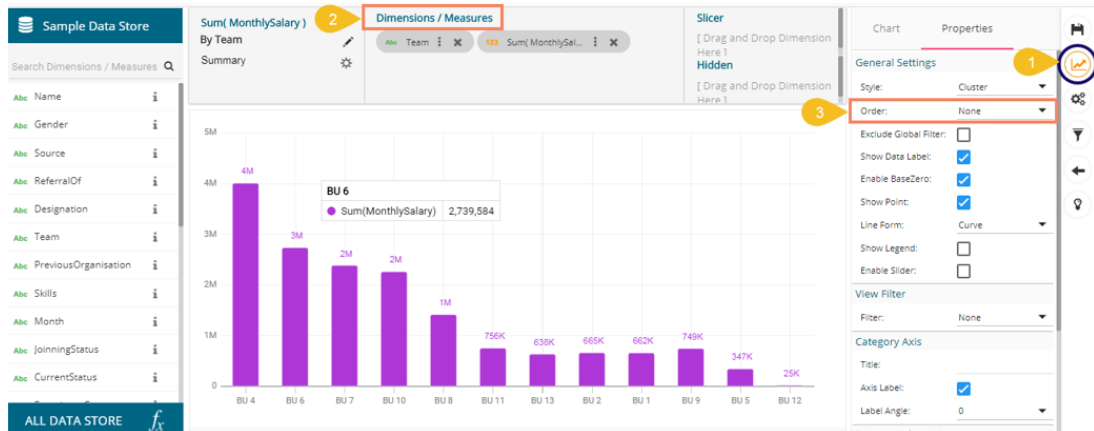 Sample Data Store
Search Dimensions / Measures
Abc Name i
Abc Gender i
Abc Source i
Abc ReferralOf i
Abc Designation i
Abc Team i
Abc PreviousOrganisation i
Abc Skills i
Abc Month i
Abc JoinningStatus i
Abc CurrentStatus i
ALL DATA STORE fx
Sum( MonthlySalary )
By Team
Summary
2
Dimensions / Measures
Abc Team
123 Sum( MonthlySal...
Slicer
[ Drag and Drop Dimension
Here ]
Hidden
[ Drag and Drop Dimension
Here ]
5M
4M
3M
2M
1M
0
4M
3M
2M
2M
1M
756K
638K
665K
662K
749K
347K
25K
BU 6
Sum(MonthlySalary) 2,739,584
BU 4 BU 6 BU 7 BU 10 BU 8 BU 11 BU 13 BU 2 BU 1 BU 9 BU 5 BU 12
Chart Properties
1
General Settings
Style: Cluster
3
Order: None
Exclude Global Filter:
Show Data Label:
Enable BaseZero:
Show Point:
Line Form: Curve
Show Legend:
Enable Slider:
View Filter
Filter: None
Category Axis
Title:
Axis Label:
Label Angle: 0